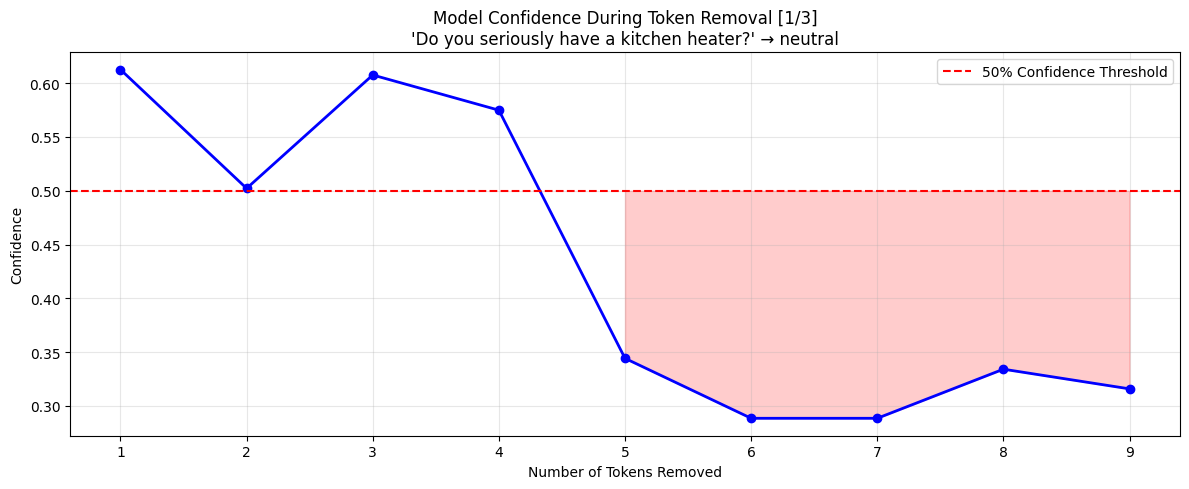 Model Confidence During Token Removal [1/3]
'Do you seriously have a kitchen heater?' → neutral
50% Confidence Threshold
Confidence
0.60
0.55
0.50
0.45
0.40
0.35
0.30
1 2 3 4 5 6 7 8 9
Number of Tokens Removed